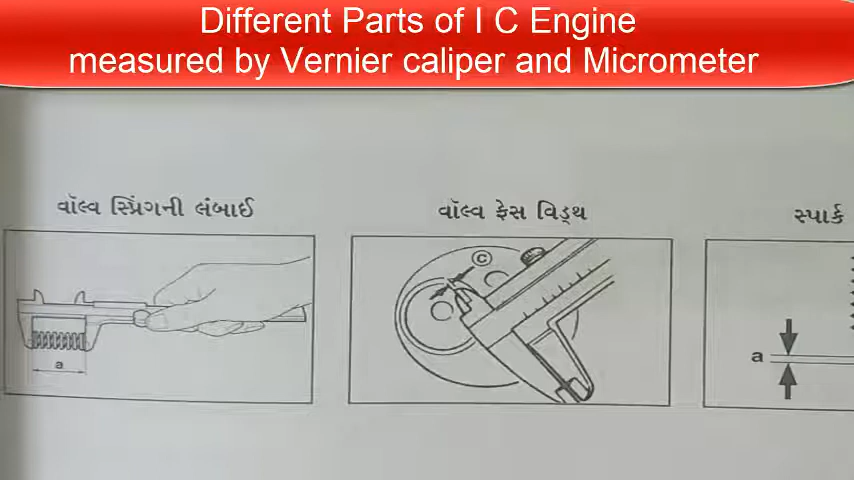 Different Parts of I C Engine
measured by Vernier caliper and Micrometer
વૉલ્વ સ્પ્રિંગની લંબાઈ
વૉલ્વ ફેસ વિડ્થ
સ્પાર્ક
c
a
a